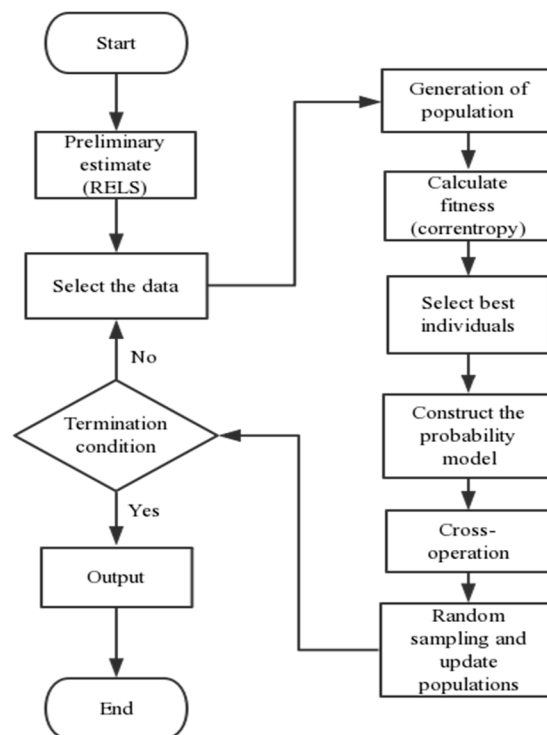 Start
Preliminary
estimate
(RELS)
Select the data
No
Termination
condition
Yes
Output
End
Generation of
population
Calculate
fitness
(correntropy)
Select best
individuals
Construct the
probability
model
Cross-
operation
Random
sampling and
update
populations